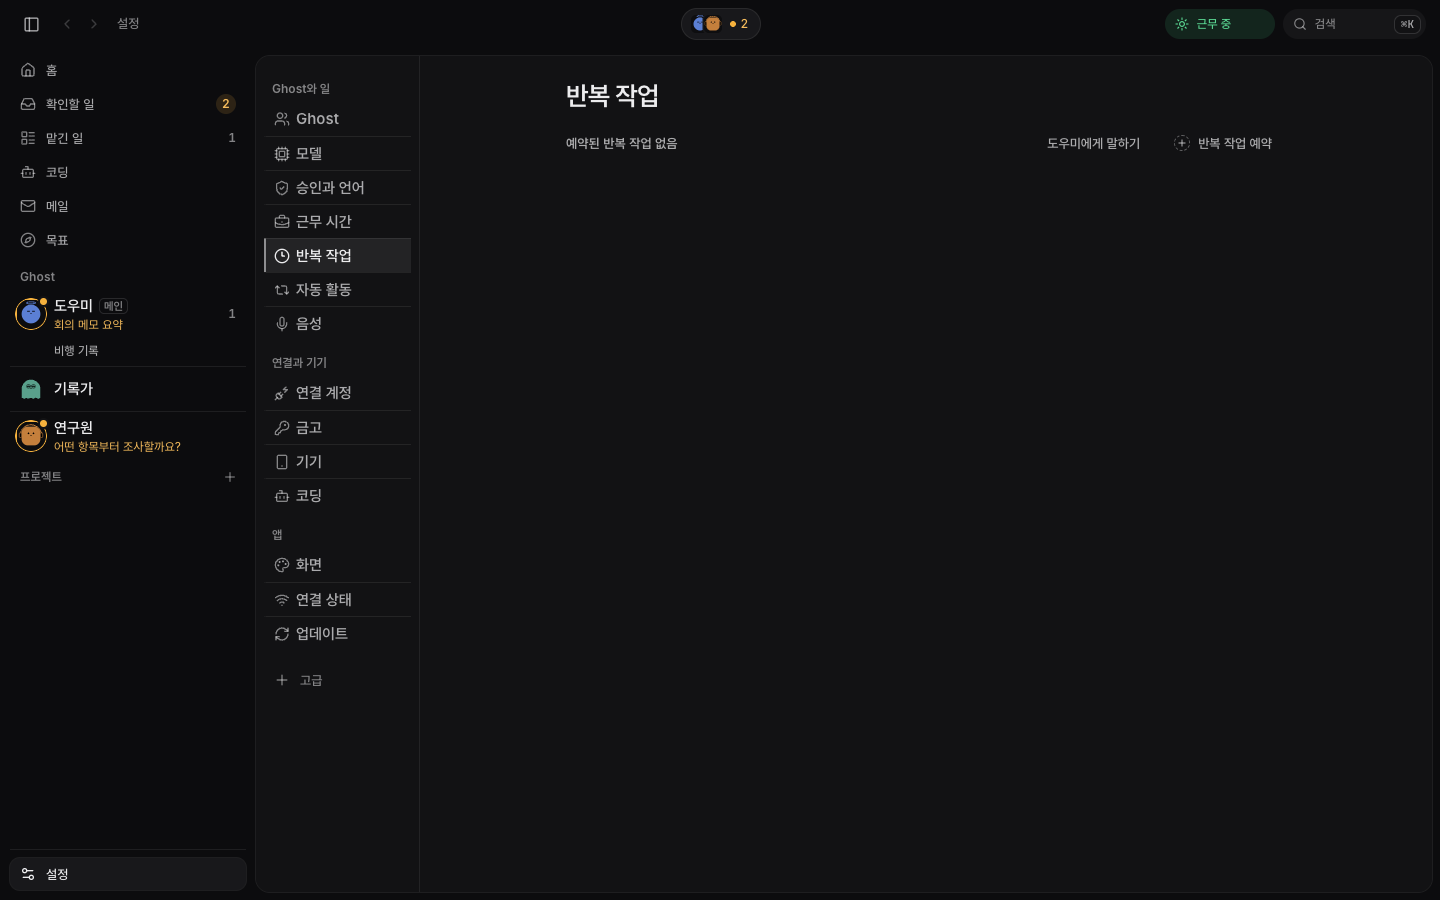 설정
2
근무 중
검색
⌘K
홈
확인할 일
2
맡긴 일
1
코딩
메일
목표
Ghost
도우미
메인
회의 메모 요약
1
비행 기록
기록가
연구원
어떤 항목부터 조사할까요?
프로젝트
설정
Ghost와 일
Ghost
모델
승인과 언어
근무 시간
반복 작업
자동 활동
음성
연결과 기기
연결 계정
금고
기기
코딩
앱
화면
연결 상태
업데이트
고급
반복 작업
예약된 반복 작업 없음
도우미에게 말하기
반복 작업 예약